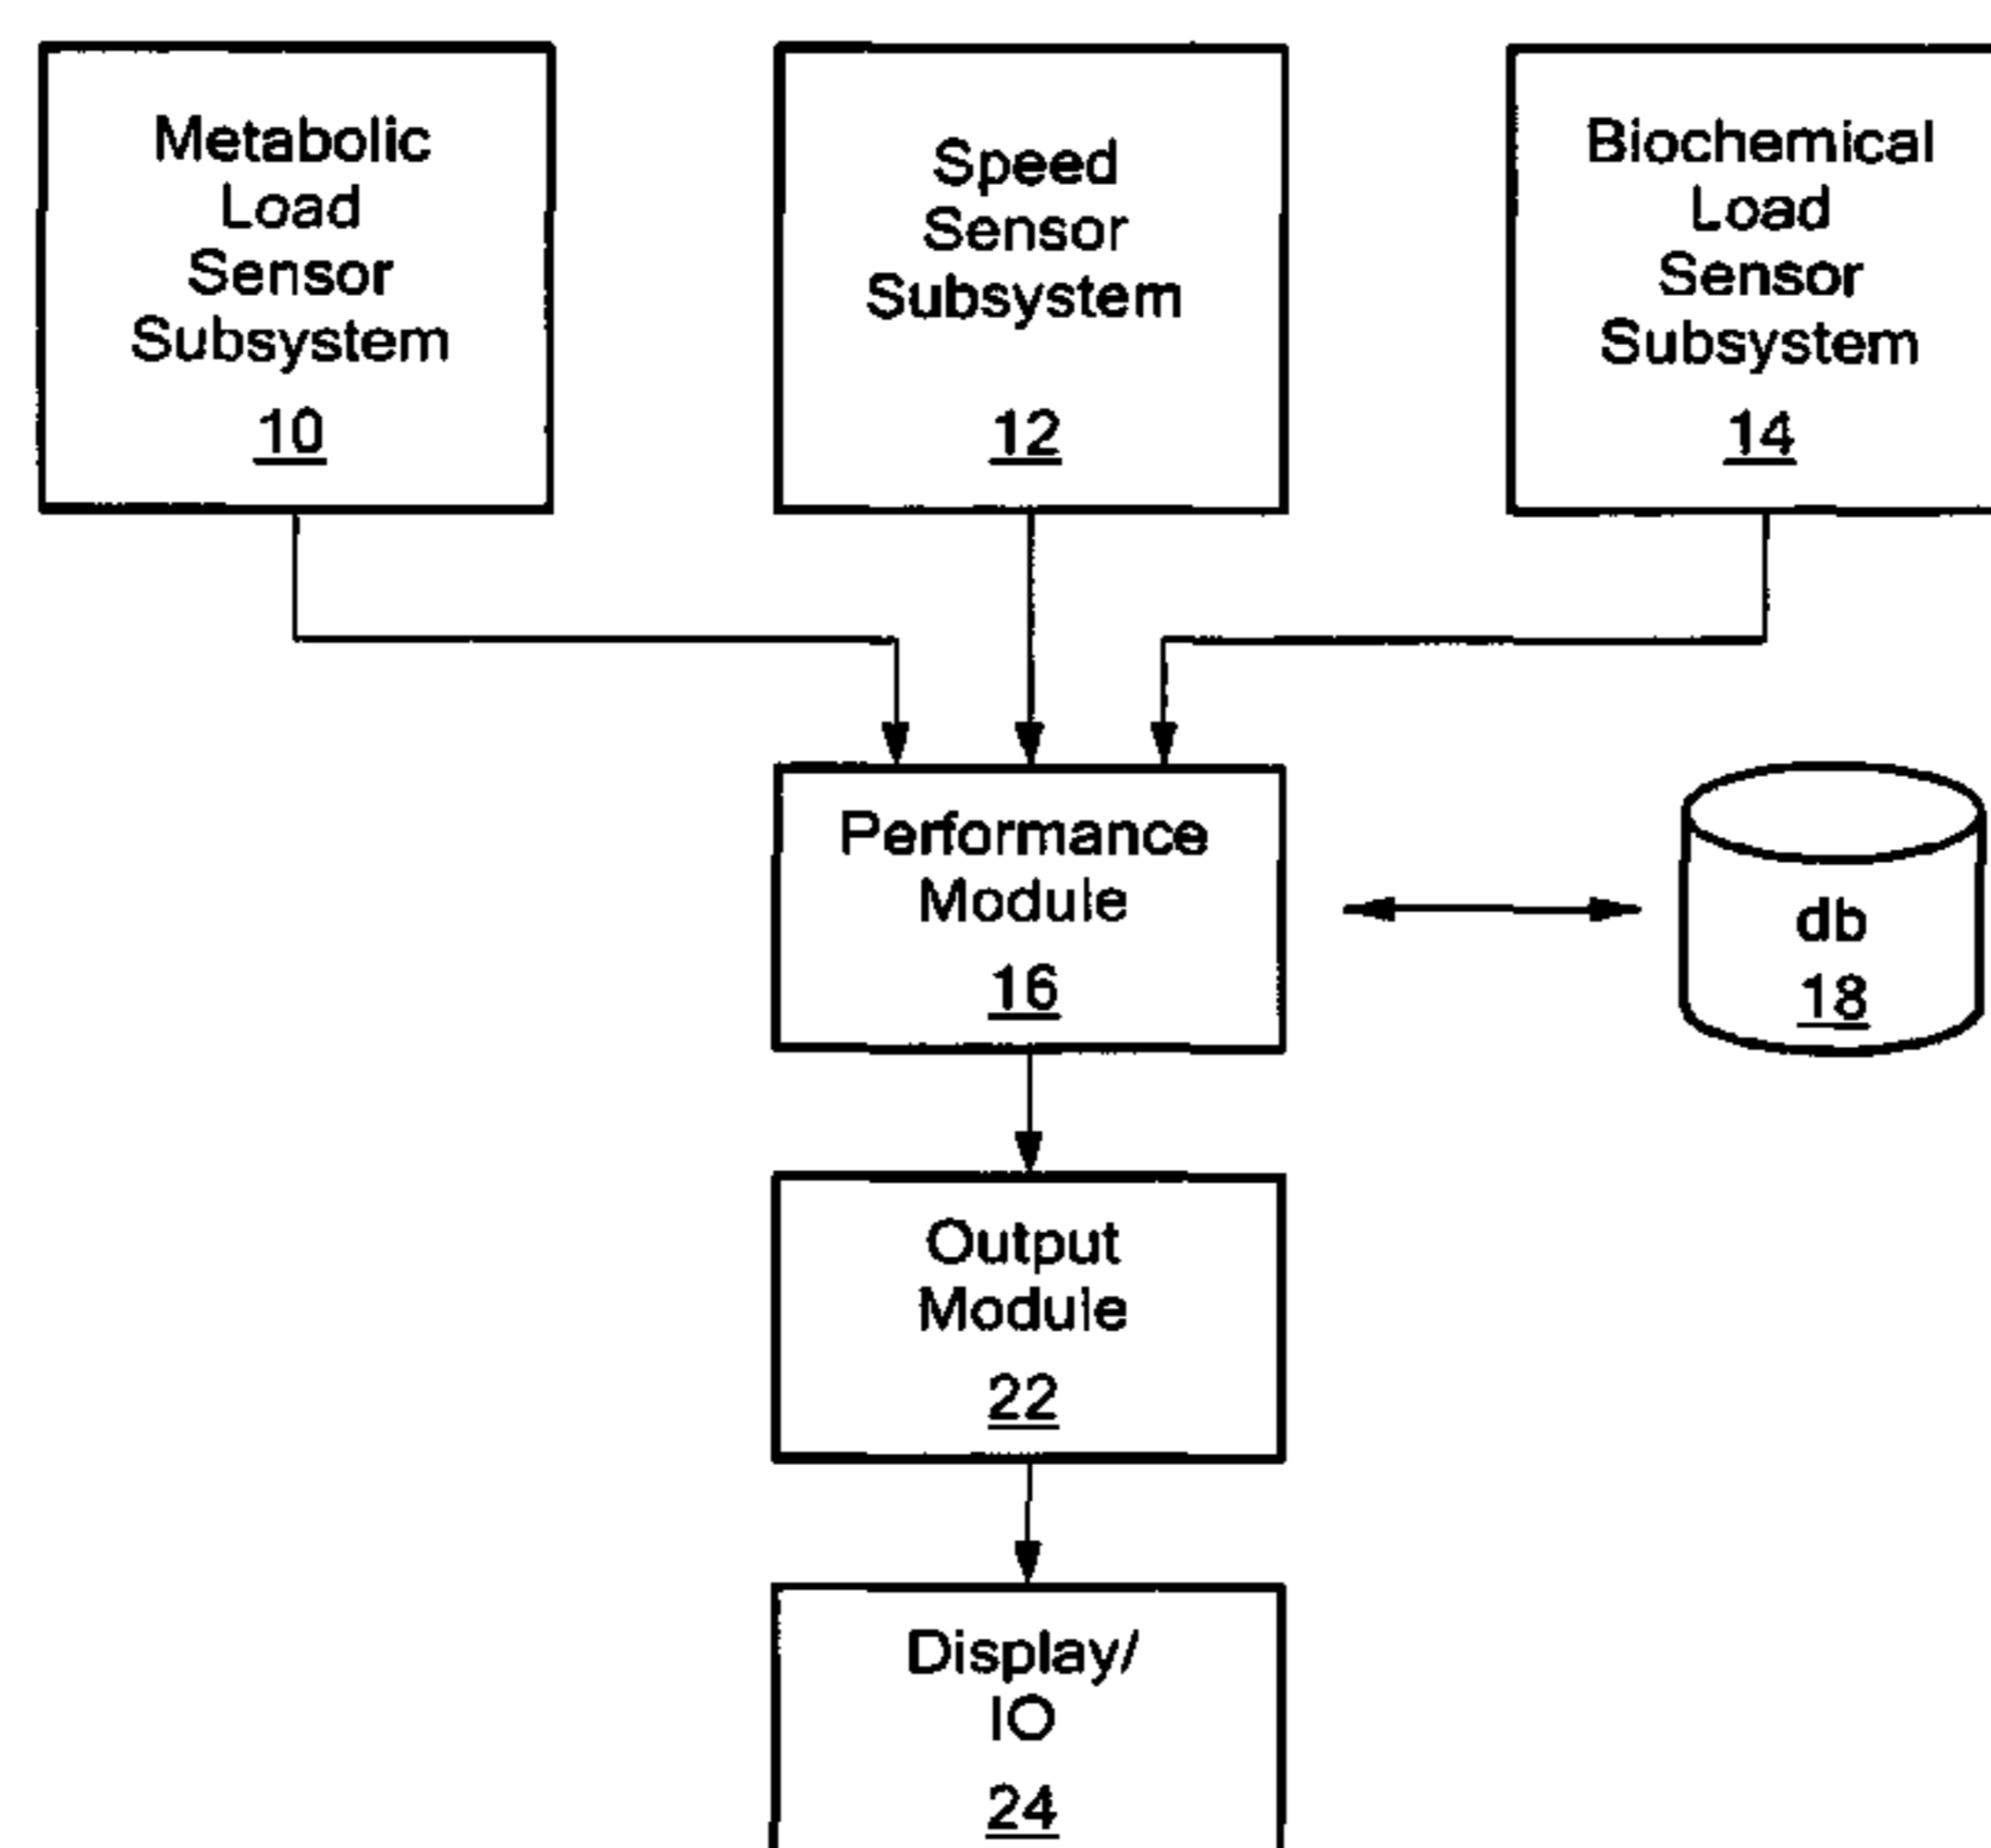 Metabolic
Load
Sensor
Subsystem
10
Speed
Sensor
Subsystem
12
Biochemical
Load
Sensor
Subsystem
14
Performance
Module
16
db
18
Output
Module
22
Display/
IO
24